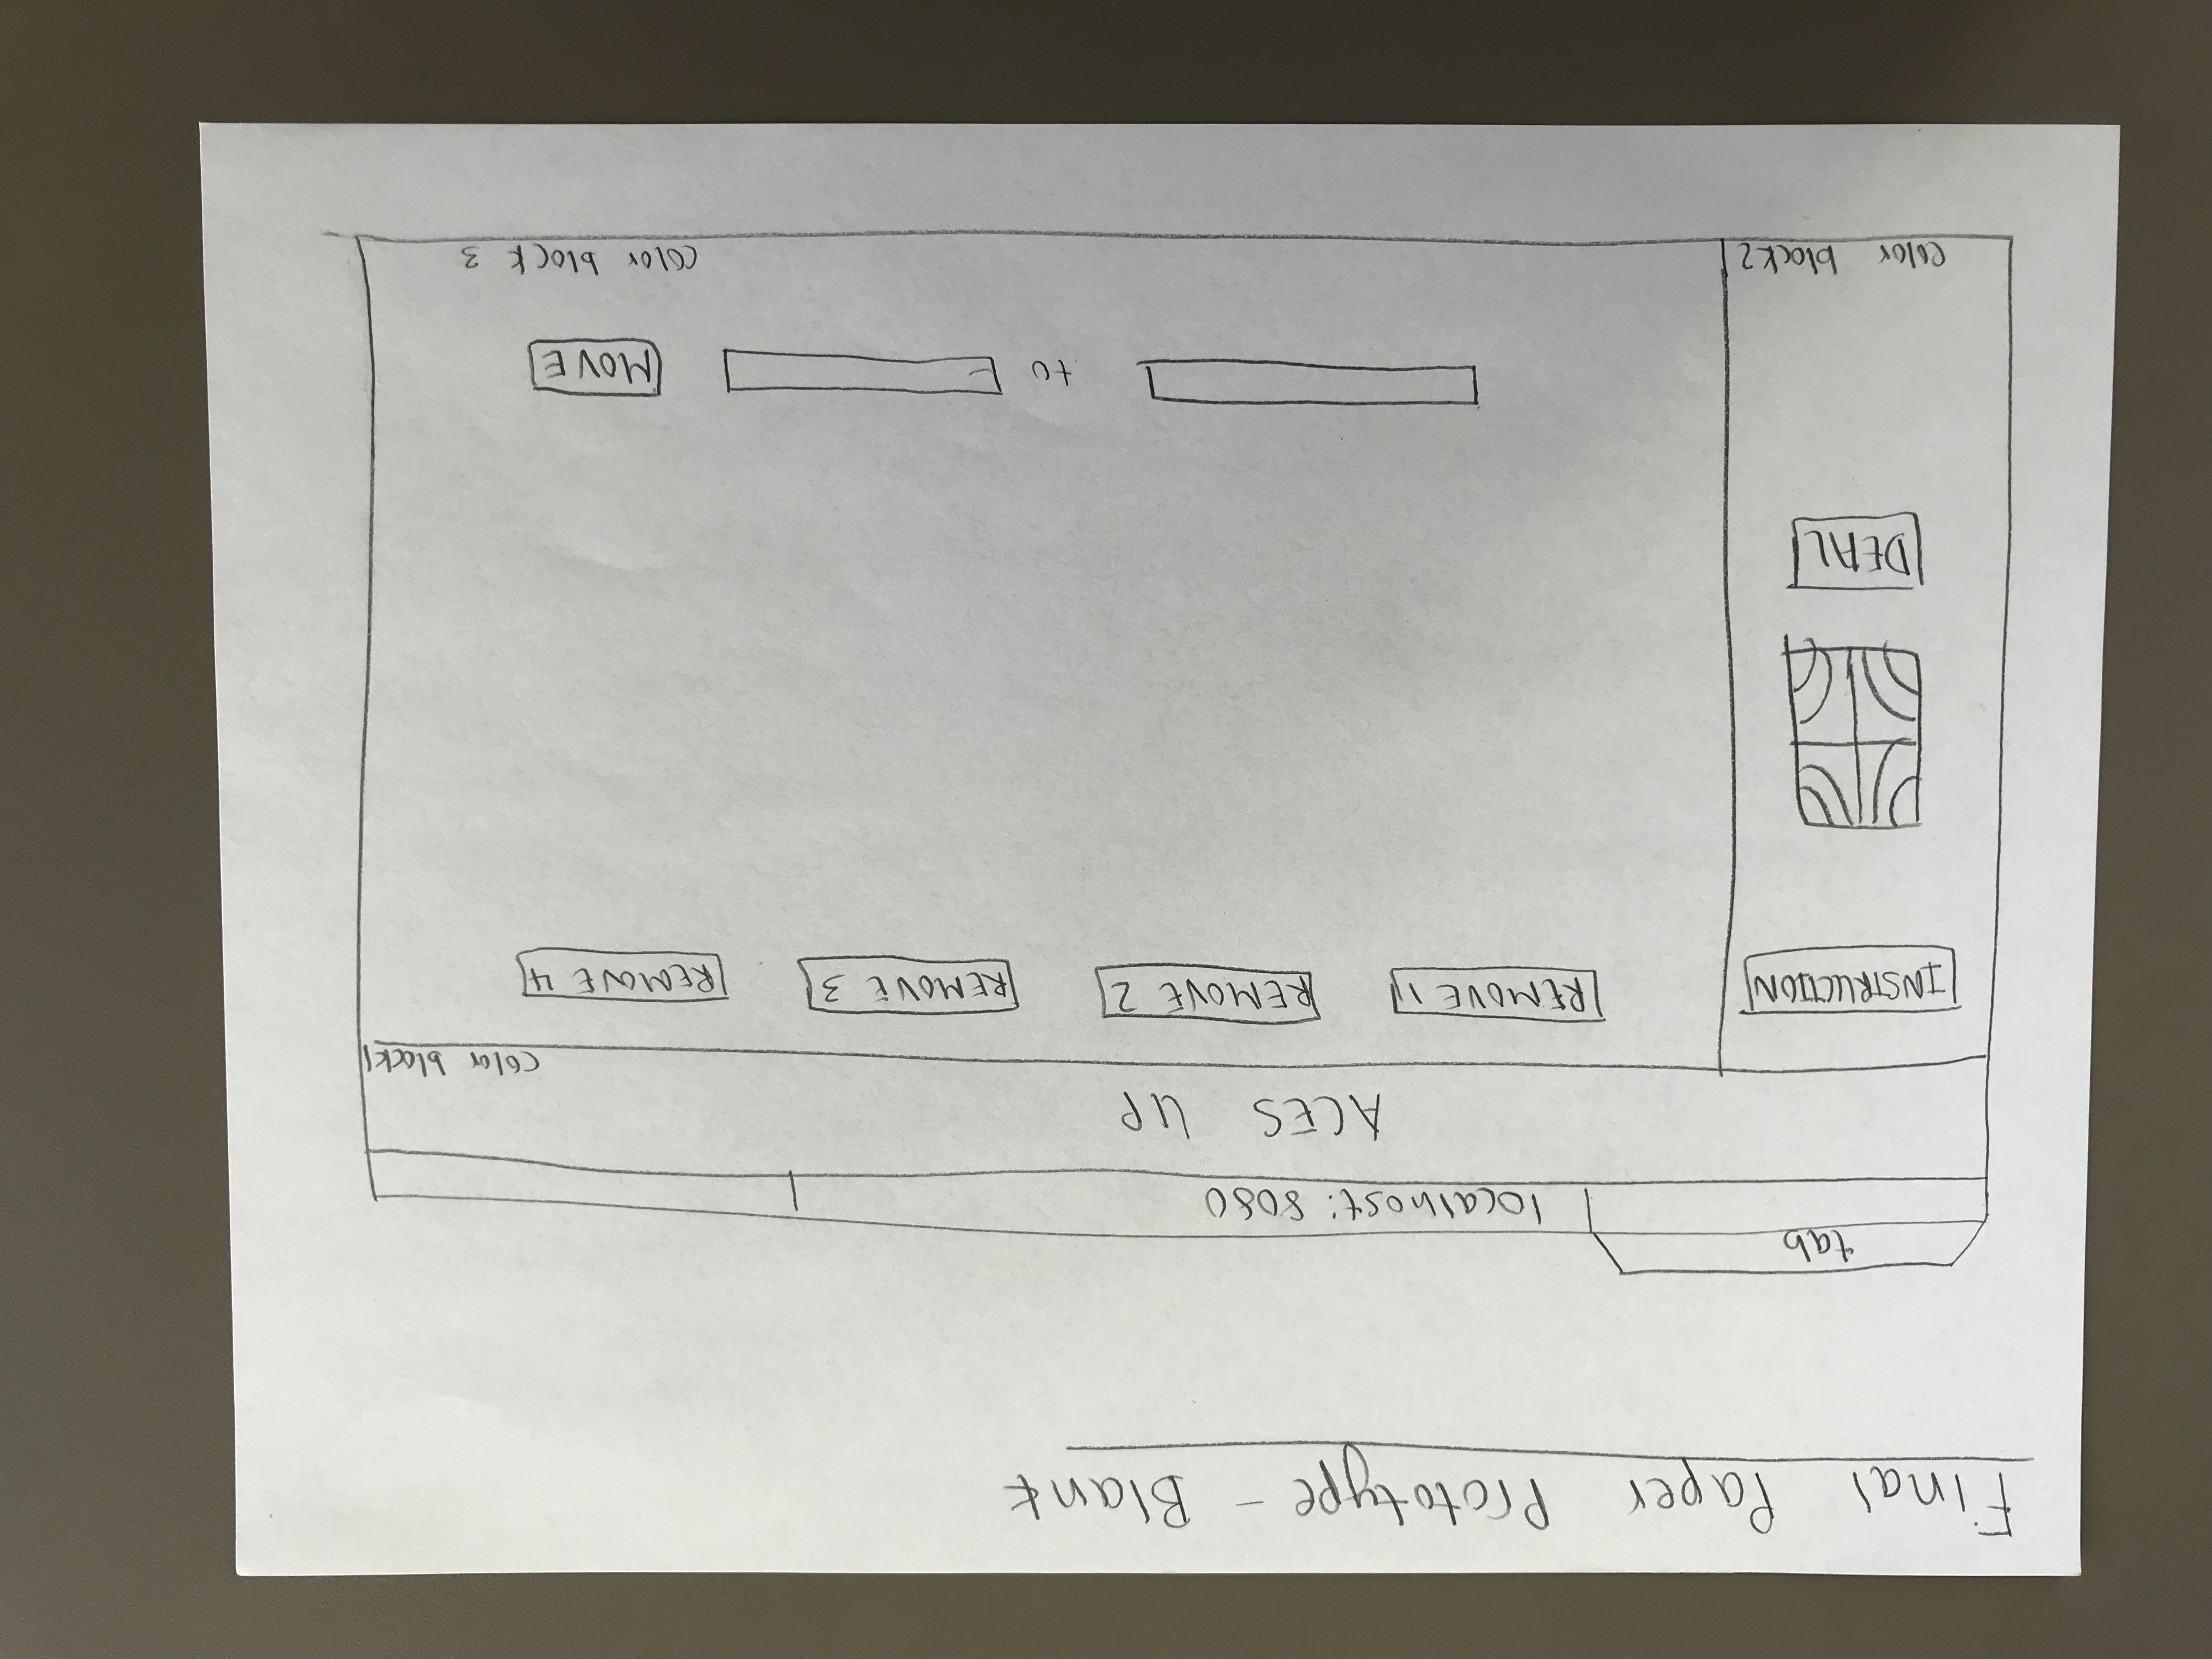 Final Paper Prototype - Blank
tab
localhost: 8080
ACES UP
color block1
INSTRUCTION
REMOVE 1
REMOVE 2
REMOVE 3
REMOVE 4
DEAL
to
MOVE
color block2
color block 3